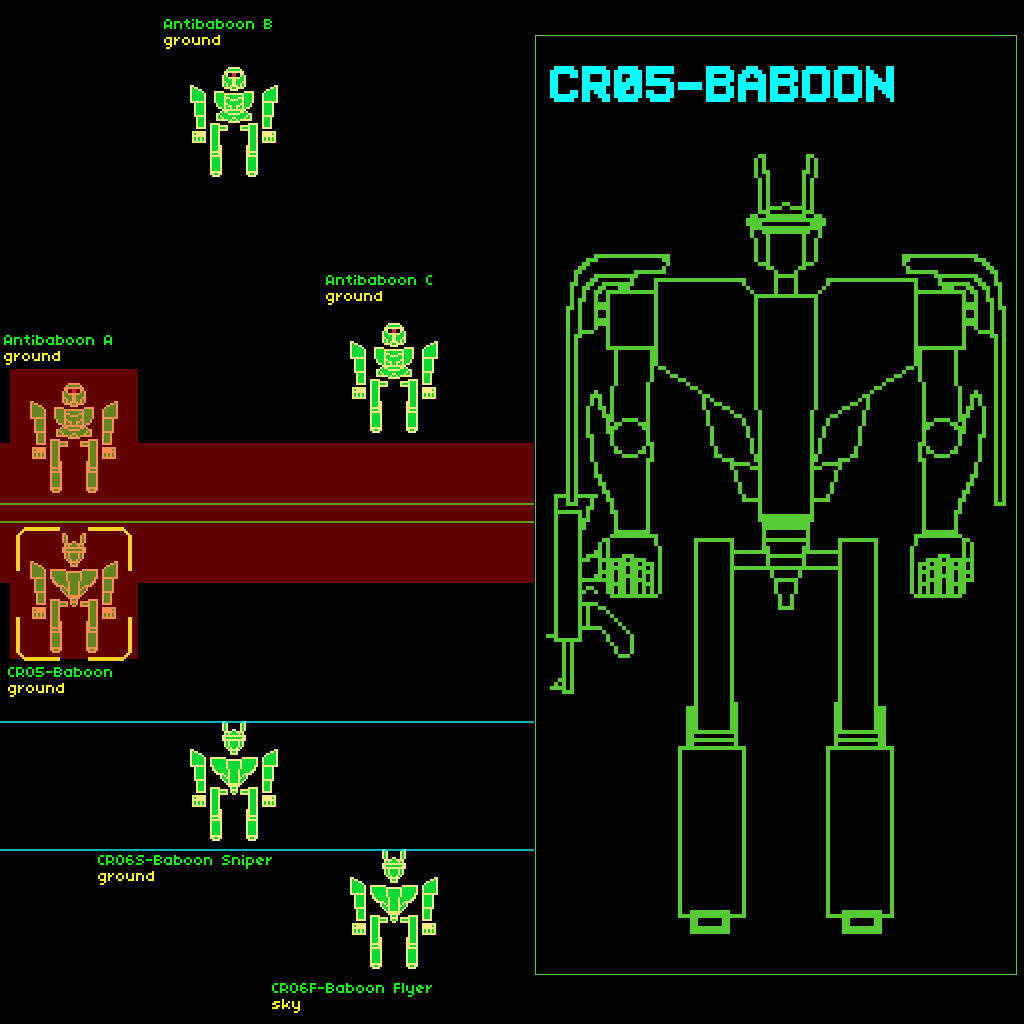 Antibaboon B
ground
CR05-BABOON
Antibaboon C
ground
Antibaboon A
ground
CR05-Baboon
ground
CR06S-Baboon Sniper
ground
CR06F-Baboon Flyer
sky